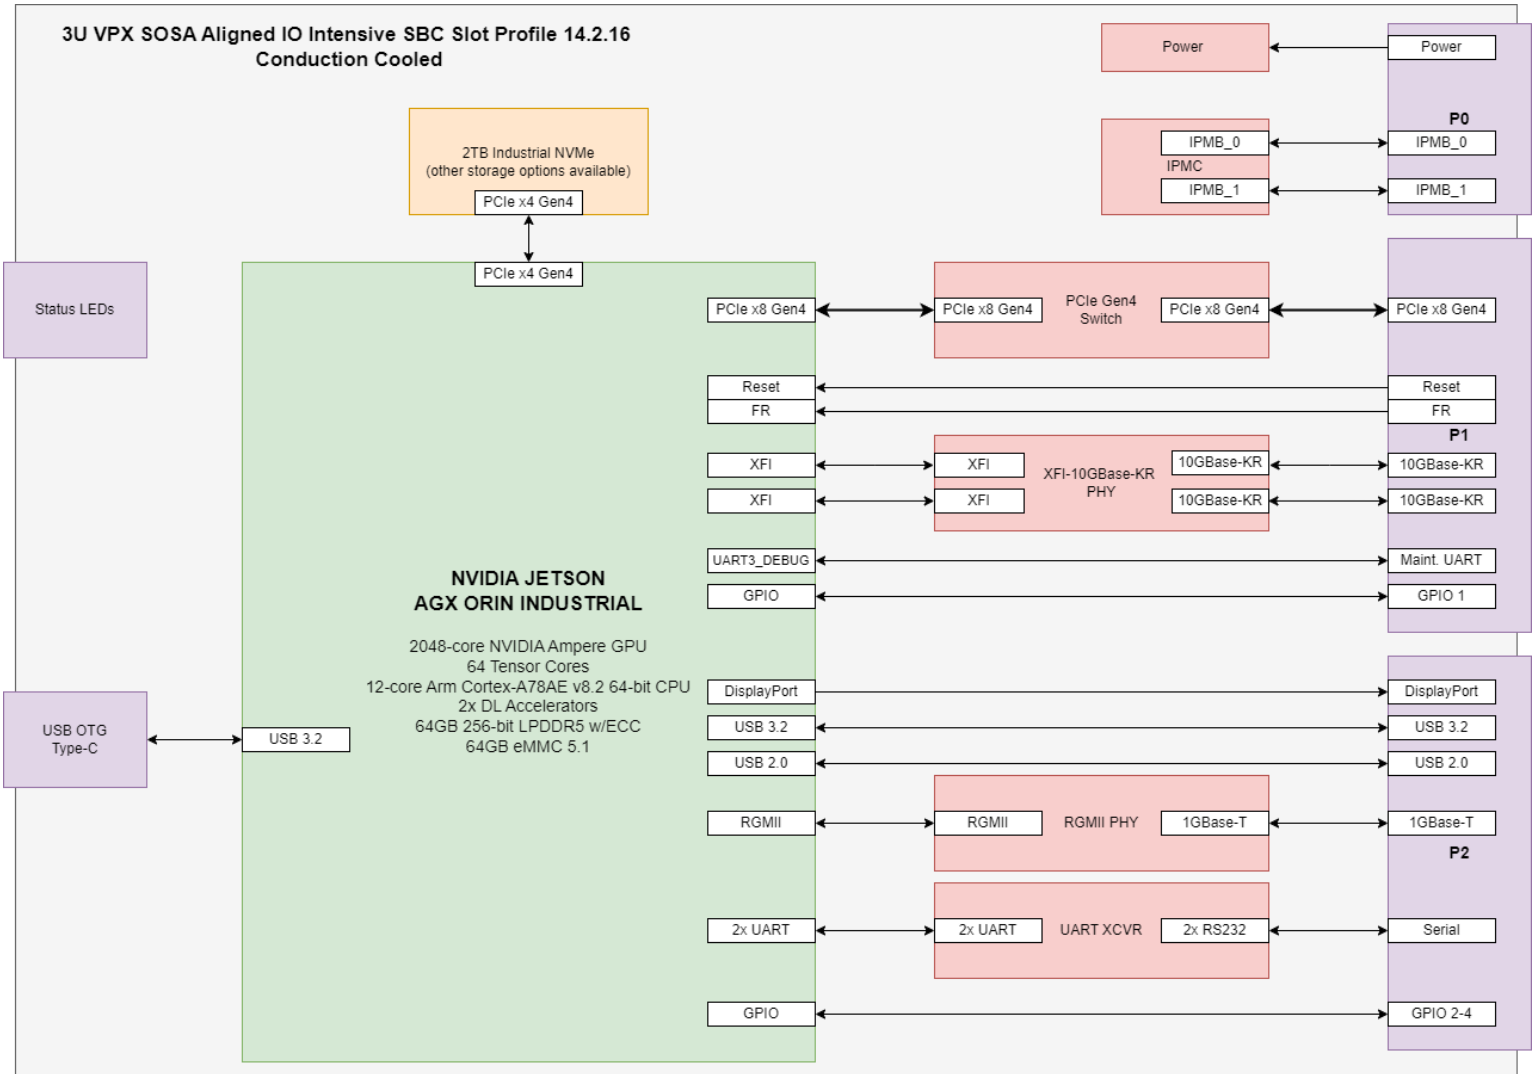 3U VPX SOSA Aligned IO Intensive SBC Slot Profile 14.2.16
Conduction Cooled
Power
Power
P0
IPMB_0
IPMC
IPMB_1
IPMB_0
IPMB_1
2TB Industrial NVMe
(other storage options available)
PCIe x4 Gen4
PCIe x4 Gen4
Status LEDs
PCIe x8 Gen4
PCIe x8 Gen4
PCIe Gen4
Switch
PCIe x8 Gen4
PCIe x8 Gen4
Reset
Reset
FR
FR
P1
XFI
XFI
XFI-10GBase-KR
PHY
10GBase-KR
10GBase-KR
XFI
XFI
10GBase-KR
10GBase-KR
UART3_DEBUG
Maint. UART
GPIO
GPIO 1
NVIDIA JETSON
AGX ORIN INDUSTRIAL
2048-core NVIDIA Ampere GPU
64 Tensor Cores
12-core Arm Cortex-A78AE v8.2 64-bit CPU
2x DL Accelerators
64GB 256-bit LPDDR5 w/ECC
64GB eMMC 5.1
USB OTG
Type-C
USB 3.2
DisplayPort
DisplayPort
USB 3.2
USB 3.2
USB 2.0
USB 2.0
RGMII
RGMII
RGMII PHY
1GBase-T
1GBase-T
P2
2x UART
2x UART
UART XCVR
2x RS232
Serial
GPIO
GPIO 2-4